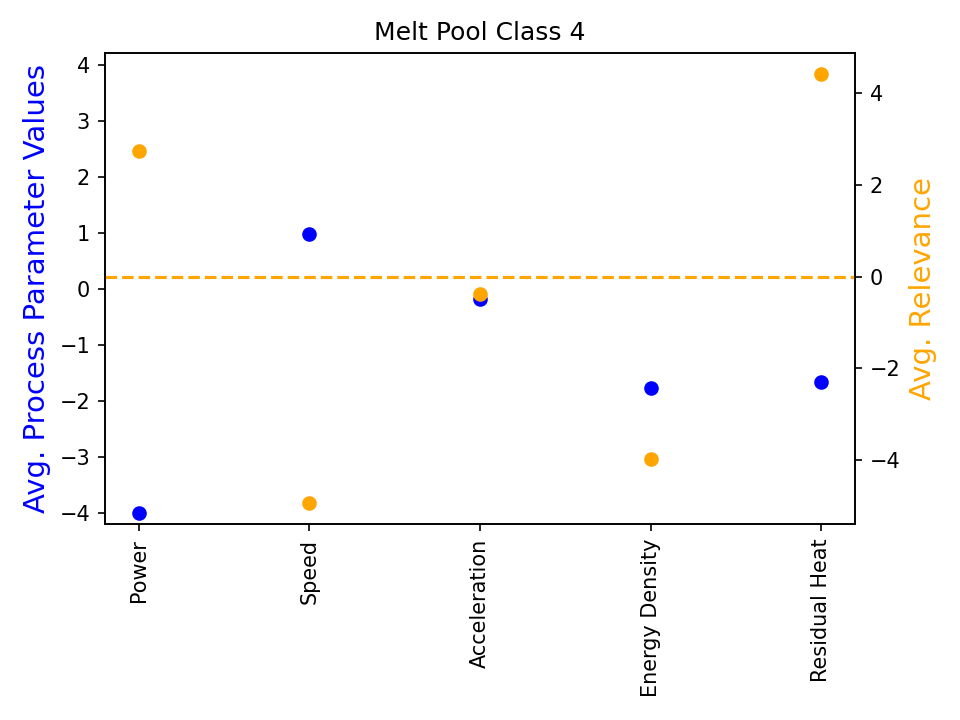 Melt Pool Class 4
Avg. Process Parameter Values
4
3
2
1
0
−1
−2
−3
−4
4
2
0
−2
−4
Avg. Relevance
Power
Speed
Acceleration
Energy Density
Residual Heat